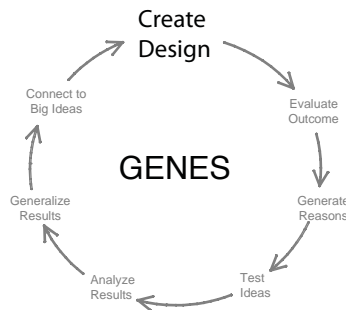 Create
Design
Evaluate
Outcome
Generate
Reasons
Test
Ideas
Analyze
Results
Generalize
Results
Connect to
Big Ideas
GENES